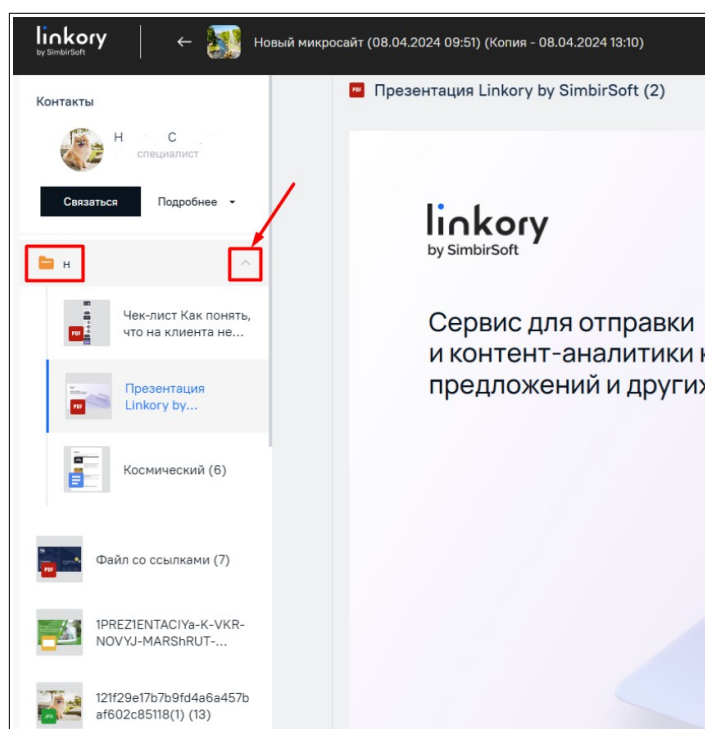 linkory
by SimbirSoft
Новый микросайт (08.04.2024 09:51) (Копия - 08.04.2024 13:10)
Контакты
Н С
специалист
Связаться
Подробнее
н
Чек-лист Как понять,
что на клиента не...
PDF
Презентация
Linkory by...
PDF
Космический (6)
Файл со ссылками (7)
PDF
1PREZ1ENTACIYa-K-VKR-
NOVYJ-MARShRUT-...
121f29e17b7b9fd4a6a457b
af602c85118(1) (13)
JPG
PDF
Презентация Linkory by SimbirSoft (2)
linkory
by SimbirSoft
Сервис для отправки
и контент-аналитики к
предложений и других